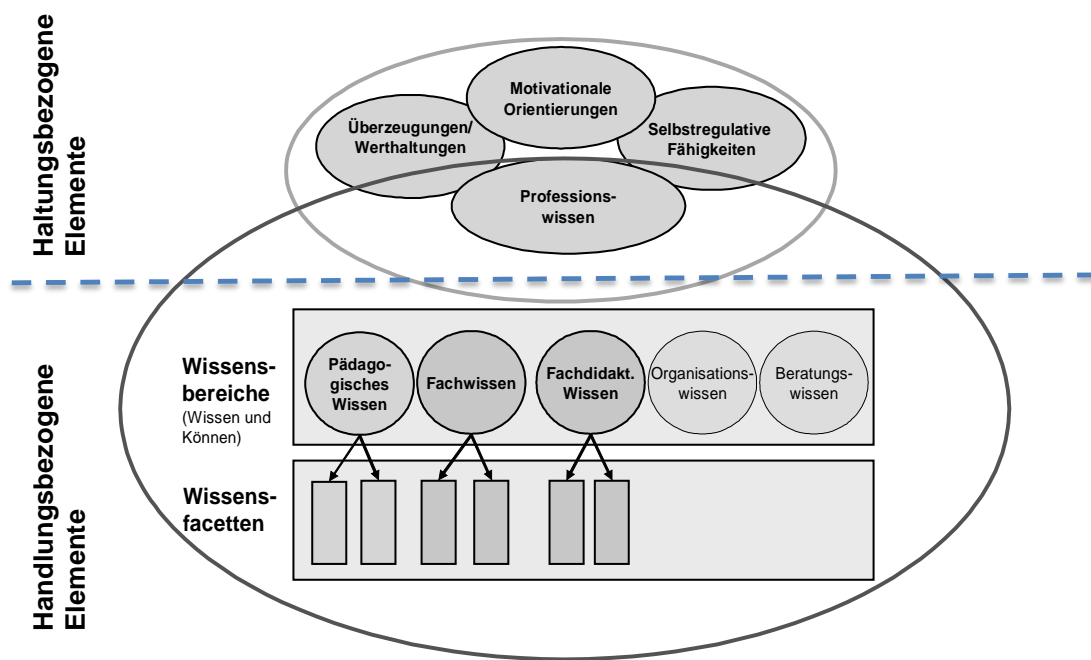 Haltungsbezogene
Elemente
Motivationale
Orientierungen
Überzeugungen/
Werthaltungen
Selbstregulative
Fähigkeiten
Professions-
wissen
Handlungsbezogene
Elemente
Wissens-
bereiche
(Wissen und
Können)
Pädago-
gisches
Wissen
Fachwissen
Fachdidakt.
Wissen
Organisations-
wissen
Beratungs-
wissen
Wissens-
facetten